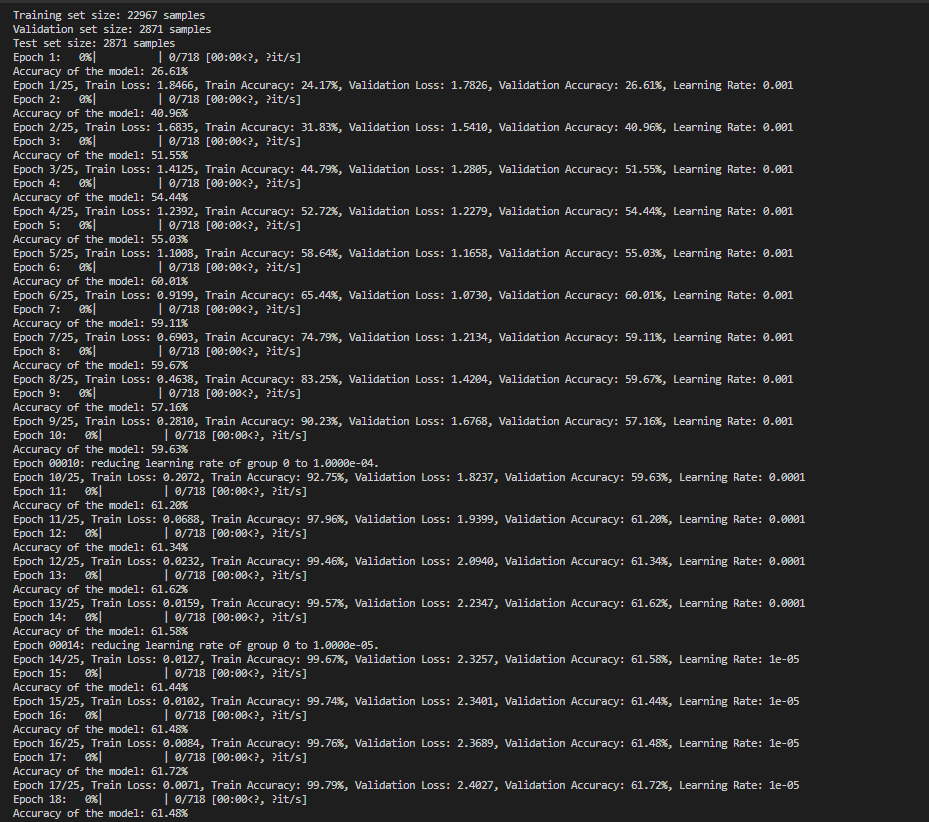 Training set size: 22967 samples
Validation set size: 2871 samples
Test set size: 2871 samples
Epoch 1:   0%|          | 0/718 [00:00<?, ?it/s]
Accuracy of the model: 26.61%
Epoch 1/25, Train Loss: 1.8466, Train Accuracy: 24.17%, Validation Loss: 1.7826, Validation Accuracy: 26.61%, Learning Rate: 0.001
Epoch 2:   0%|          | 0/718 [00:00<?, ?it/s]
Accuracy of the model: 40.96%
Epoch 2/25, Train Loss: 1.6835, Train Accuracy: 31.83%, Validation Loss: 1.5410, Validation Accuracy: 40.96%, Learning Rate: 0.001
Epoch 3:   0%|          | 0/718 [00:00<?, ?it/s]
Accuracy of the model: 51.55%
Epoch 3/25, Train Loss: 1.4125, Train Accuracy: 44.79%, Validation Loss: 1.2805, Validation Accuracy: 51.55%, Learning Rate: 0.001
Epoch 4:   0%|          | 0/718 [00:00<?, ?it/s]
Accuracy of the model: 54.44%
Epoch 4/25, Train Loss: 1.2392, Train Accuracy: 52.72%, Validation Loss: 1.2279, Validation Accuracy: 54.44%, Learning Rate: 0.001
Epoch 5:   0%|          | 0/718 [00:00<?, ?it/s]
Accuracy of the model: 55.03%
Epoch 5/25, Train Loss: 1.1008, Train Accuracy: 58.64%, Validation Loss: 1.1658, Validation Accuracy: 55.03%, Learning Rate: 0.001
Epoch 6:   0%|          | 0/718 [00:00<?, ?it/s]
Accuracy of the model: 60.01%
Epoch 6/25, Train Loss: 0.9199, Train Accuracy: 65.44%, Validation Loss: 1.0730, Validation Accuracy: 60.01%, Learning Rate: 0.001
Epoch 7:   0%|          | 0/718 [00:00<?, ?it/s]
Accuracy of the model: 59.11%
Epoch 7/25, Train Loss: 0.6903, Train Accuracy: 74.79%, Validation Loss: 1.2134, Validation Accuracy: 59.11%, Learning Rate: 0.001
Epoch 8:   0%|          | 0/718 [00:00<?, ?it/s]
Accuracy of the model: 59.67%
Epoch 8/25, Train Loss: 0.4638, Train Accuracy: 83.25%, Validation Loss: 1.4204, Validation Accuracy: 59.67%, Learning Rate: 0.001
Epoch 9:   0%|          | 0/718 [00:00<?, ?it/s]
Accuracy of the model: 57.16%
Epoch 9/25, Train Loss: 0.2810, Train Accuracy: 90.23%, Validation Loss: 1.6768, Validation Accuracy: 57.16%, Learning Rate: 0.001
Epoch 10:   0%|          | 0/718 [00:00<?, ?it/s]
Accuracy of the model: 59.63%
Epoch 00010: reducing learning rate of group 0 to 1.0000e-04.
Epoch 10/25, Train Loss: 0.2072, Train Accuracy: 92.75%, Validation Loss: 1.8237, Validation Accuracy: 59.63%, Learning Rate: 0.0001
Epoch 11:   0%|          | 0/718 [00:00<?, ?it/s]
Accuracy of the model: 61.20%
Epoch 11/25, Train Loss: 0.0688, Train Accuracy: 97.96%, Validation Loss: 1.9399, Validation Accuracy: 61.20%, Learning Rate: 0.0001
Epoch 12:   0%|          | 0/718 [00:00<?, ?it/s]
Accuracy of the model: 61.34%
Epoch 12/25, Train Loss: 0.0232, Train Accuracy: 99.46%, Validation Loss: 2.0940, Validation Accuracy: 61.34%, Learning Rate: 0.0001
Epoch 13:   0%|          | 0/718 [00:00<?, ?it/s]
Accuracy of the model: 61.62%
Epoch 13/25, Train Loss: 0.0159, Train Accuracy: 99.57%, Validation Loss: 2.2347, Validation Accuracy: 61.62%, Learning Rate: 0.0001
Epoch 14:   0%|          | 0/718 [00:00<?, ?it/s]
Accuracy of the model: 61.58%
Epoch 00014: reducing learning rate of group 0 to 1.0000e-05.
Epoch 14/25, Train Loss: 0.0127, Train Accuracy: 99.67%, Validation Loss: 2.3257, Validation Accuracy: 61.58%, Learning Rate: 1e-05
Epoch 15:   0%|          | 0/718 [00:00<?, ?it/s]
Accuracy of the model: 61.44%
Epoch 15/25, Train Loss: 0.0102, Train Accuracy: 99.74%, Validation Loss: 2.3401, Validation Accuracy: 61.44%, Learning Rate: 1e-05
Epoch 16:   0%|          | 0/718 [00:00<?, ?it/s]
Accuracy of the model: 61.48%
Epoch 16/25, Train Loss: 0.0084, Train Accuracy: 99.76%, Validation Loss: 2.3689, Validation Accuracy: 61.48%, Learning Rate: 1e-05
Epoch 17:   0%|          | 0/718 [00:00<?, ?it/s]
Accuracy of the model: 61.72%
Epoch 17/25, Train Loss: 0.0071, Train Accuracy: 99.79%, Validation Loss: 2.4027, Validation Accuracy: 61.72%, Learning Rate: 1e-05
Epoch 18:   0%|          | 0/718 [00:00<?, ?it/s]
Accuracy of the model: 61.48%